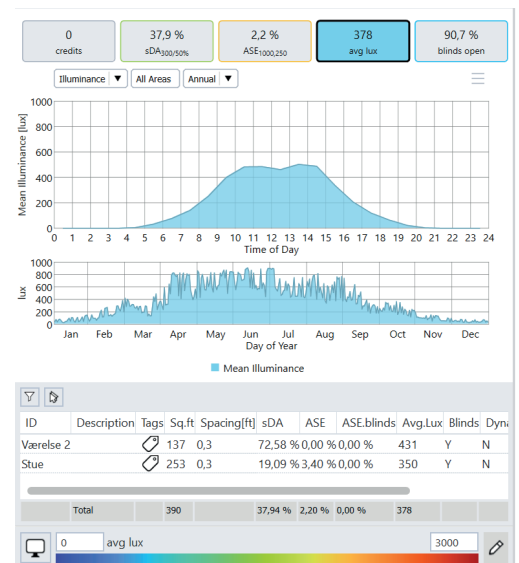 0 37,9 % 2,2 % 378 90,7 %
credits sDA300/50% ASE1000,250 avg lux blinds open
Illuminance ▼ All Areas Annual ▼
Mean Illuminance [lux]
1000
800
600
400
200
0
0 1 2 3 4 5 6 7 8 9 10 11 12 13 14 15 16 17 18 19 20 21 22 23 24
Time of Day
lux
1000
800
600
400
200
0
Jan Feb Mar Apr May Jun Jul Aug Sep Oct Nov Dec
Day of Year
Mean Illuminance
ID Description Tags Sq.ft Spacing[ft] sDA ASE ASE.blinds Avg.Lux Blinds
Værelse 2 137 0,3 72,58 % 0,00 % 0,00 % 431 Y N
Stue 253 0,3 19,09 % 3,40 % 0,00 % 350 Y N
Total 390 37,94 % 2,20 % 0,00 % 378
0 avg lux 3000